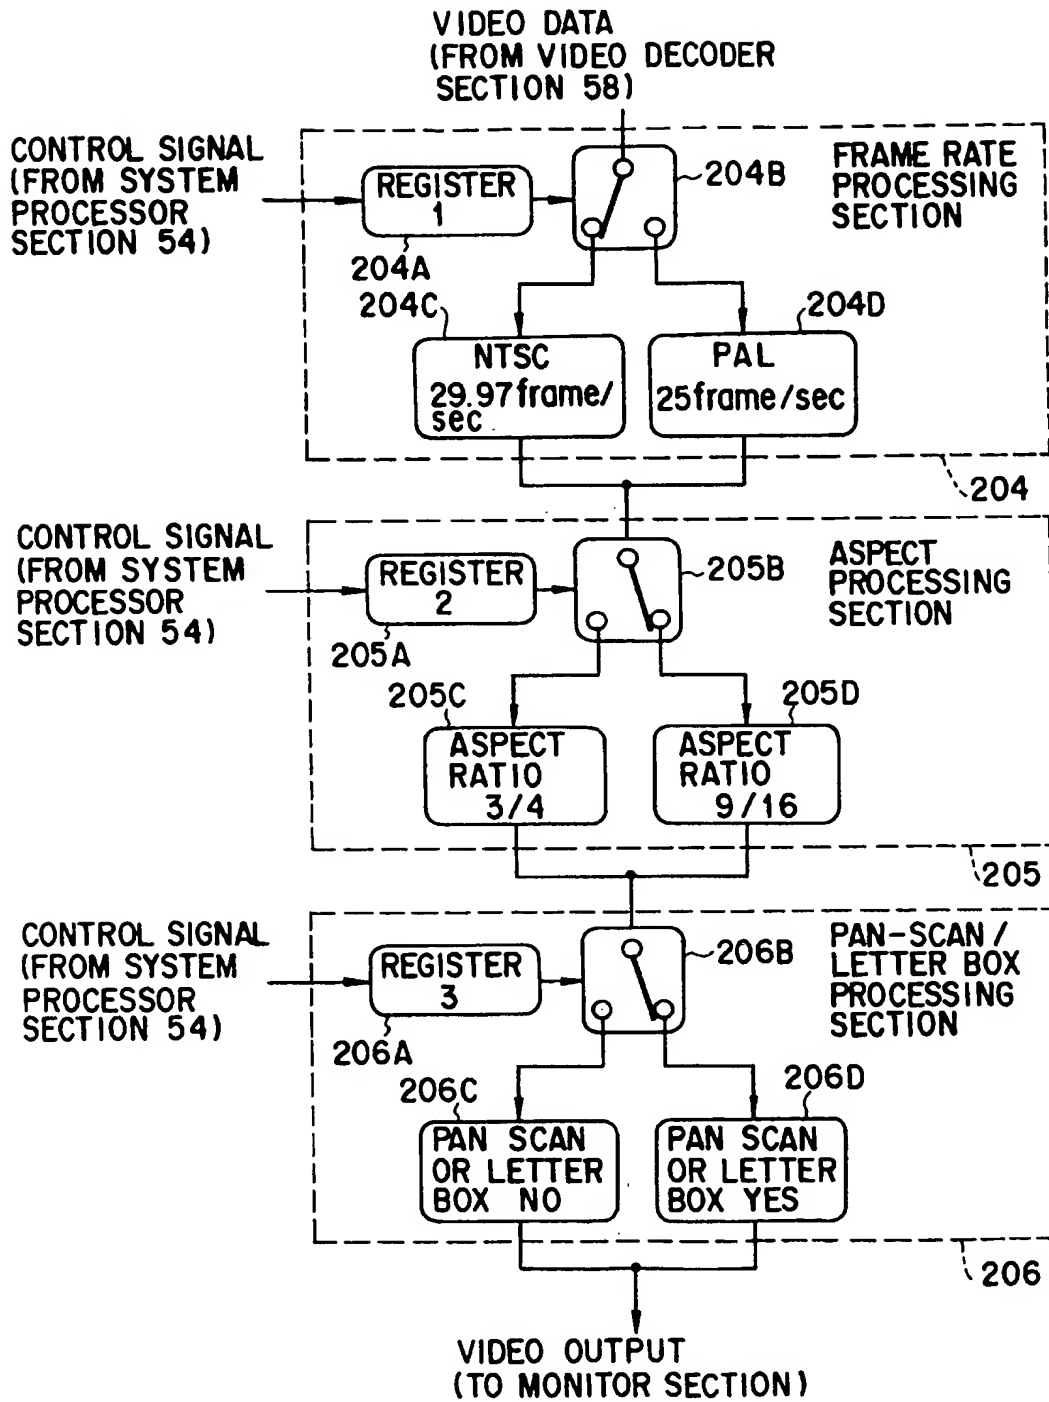 VIDEO DATA
(FROM VIDEO DECODER
SECTION 58)
CONTROL SIGNAL
(FROM SYSTEM
PROCESSOR
SECTION 54)
REGISTER
1
204A
204B
FRAME RATE
PROCESSING
SECTION
204C
NTSC
29.97frame/
sec
204D
PAL
25frame/sec
204
CONTROL SIGNAL
(FROM SYSTEM
PROCESSOR
SECTION 54)
REGISTER
2
205A
205B
ASPECT
PROCESSING
SECTION
205C
ASPECT
RATIO
3/4
205D
ASPECT
RATIO
9/16
205
CONTROL SIGNAL
(FROM SYSTEM
PROCESSOR
SECTION 54)
REGISTER
3
206A
206B
PAN-SCAN/
LETTER BOX
PROCESSING
SECTION
206C
PAN SCAN
OR LETTER
BOX NO
206D
PAN SCAN
OR LETTER
BOX YES
206
VIDEO OUTPUT
(TO MONITOR SECTION)